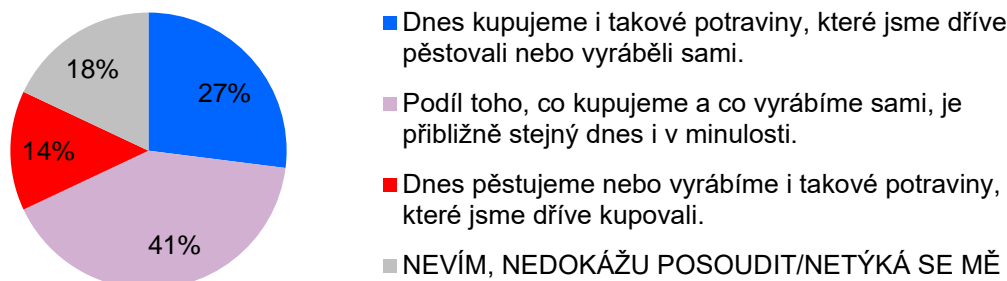 18%
27%
14%
41%
Dnes kupujeme i takové potraviny, které jsme dříve
pěstovali nebo vyráběli sami.
Podíl toho, co kupujeme a co vyrábíme sami, je
přibližně stejný dnes i v minulosti.
Dnes pěstujeme nebo vyrábíme i takové potraviny,
které jsme dříve kupovali.
NEVÍM, NEDOKÁŽU POSOUDIT/NETÝKÁ SE MĚ